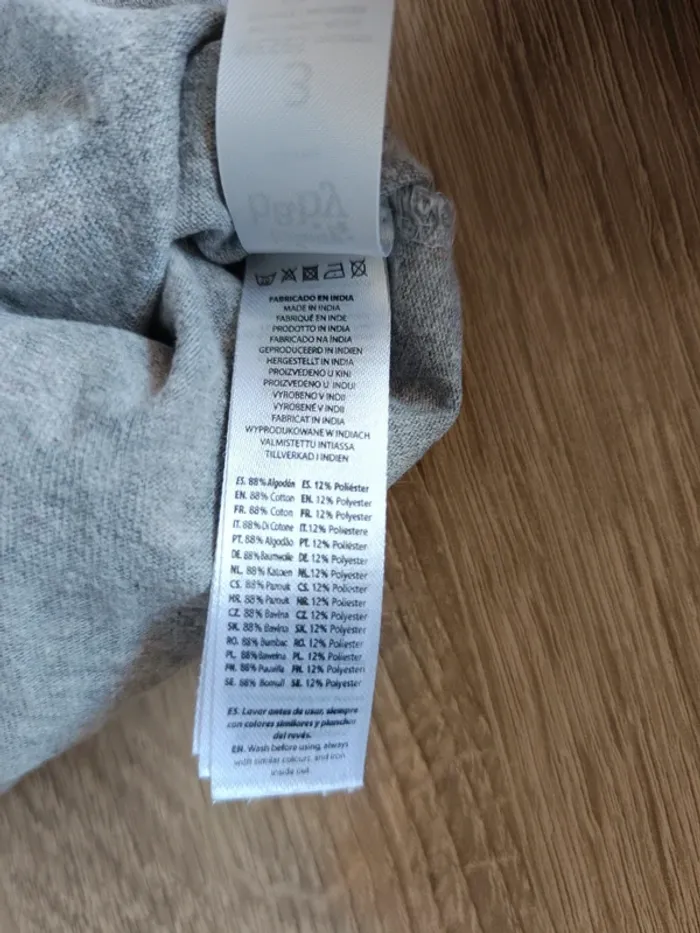 baby
FABRICADO EN INDIA
MADE IN INDIA
FABRIQUÉ EN INDE
PRODOTTO IN INDIA
FABRICADO NA ÍNDIA
GEPRODUCEERD IN INDIEN
HERGESTELLT IN INDIA
PROIZVEDENO U KINI
PROIZVEDENO U INDIJI
VYROBENO V INDII
VYROBENÉ V INDII
FABRICAT IN INDIA
WYPRODUKOWANE W INDIACH
VALMISTETTU INTIASSA
TILLVERKAD I INDIEN
ES. 88% Algodón ES. 12% Poliéster
EN. 88% Cotton EN. 12% Polyester
FR. 88% Coton FR. 12% Polyester
IT. 88% Di Cotone IT. 12% Poliestere
PT. 88% Algodão PT. 12% Poliéster
DE. 88% Baumwolle DE. 12% Polyester
NL. 88% Katoen NL. 12% Polyester
CS. 88% Pamuk CS. 12% Poliester
HR. 88% Pamuk HR. 12% Poliester
CZ. 88% Bavlna CZ. 12% Polyester
SK. 88% Bavlna SK. 12% Polyester
RO. 88% Bumbac RO. 12% Poliester
PL. 88% Bawełna PL. 12% Poliester
FN. 88% Puuvilla FN. 12% Polyesteri
SE. 88% Bomull SE. 12% Polyester
ES. Lavar antes de usar, siempre
con colores similares y planchar
del revés.
EN. Wash before using, always
with similar colours, and iron
inside out.